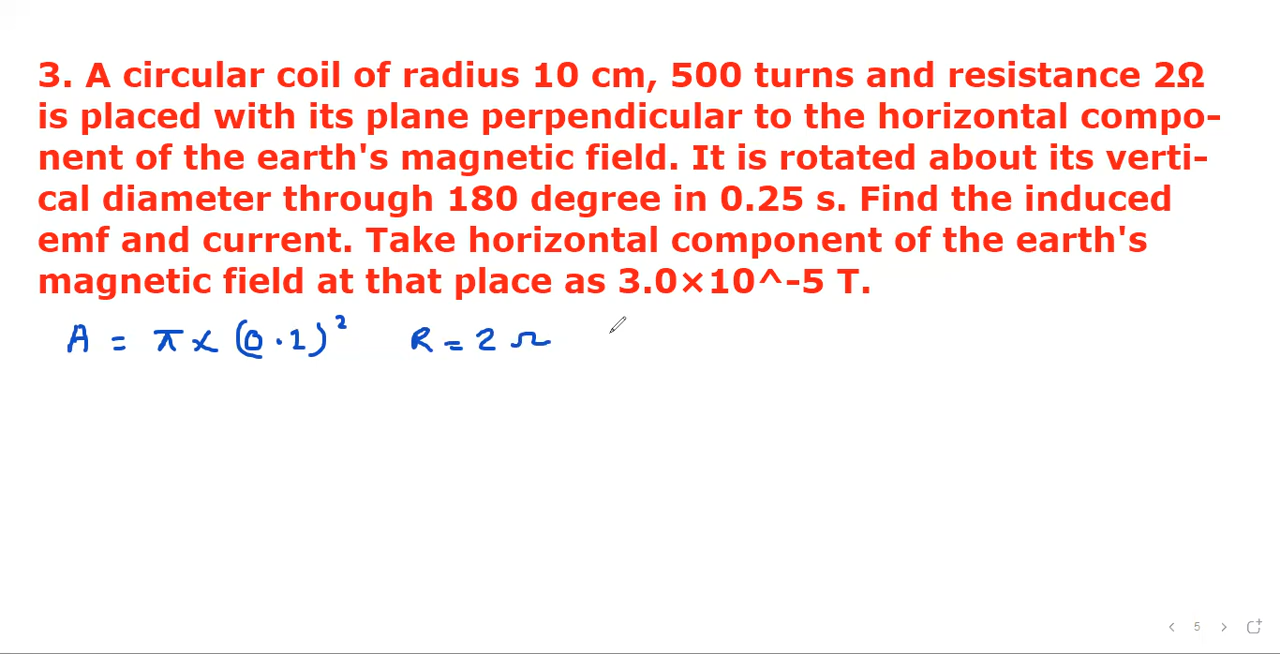 3. A circular coil of radius 10 cm, 500 turns and resistance 2Ω
is placed with its plane perpendicular to the horizontal compo-
nent of the earth's magnetic field. It is rotated about its verti-
cal diameter through 180 degree in 0.25 s. Find the induced
emf and current. Take horizontal component of the earth's
magnetic field at that place as 3.0×10^-5 T.
A = π × (0.1)² R = 2 Ω
5